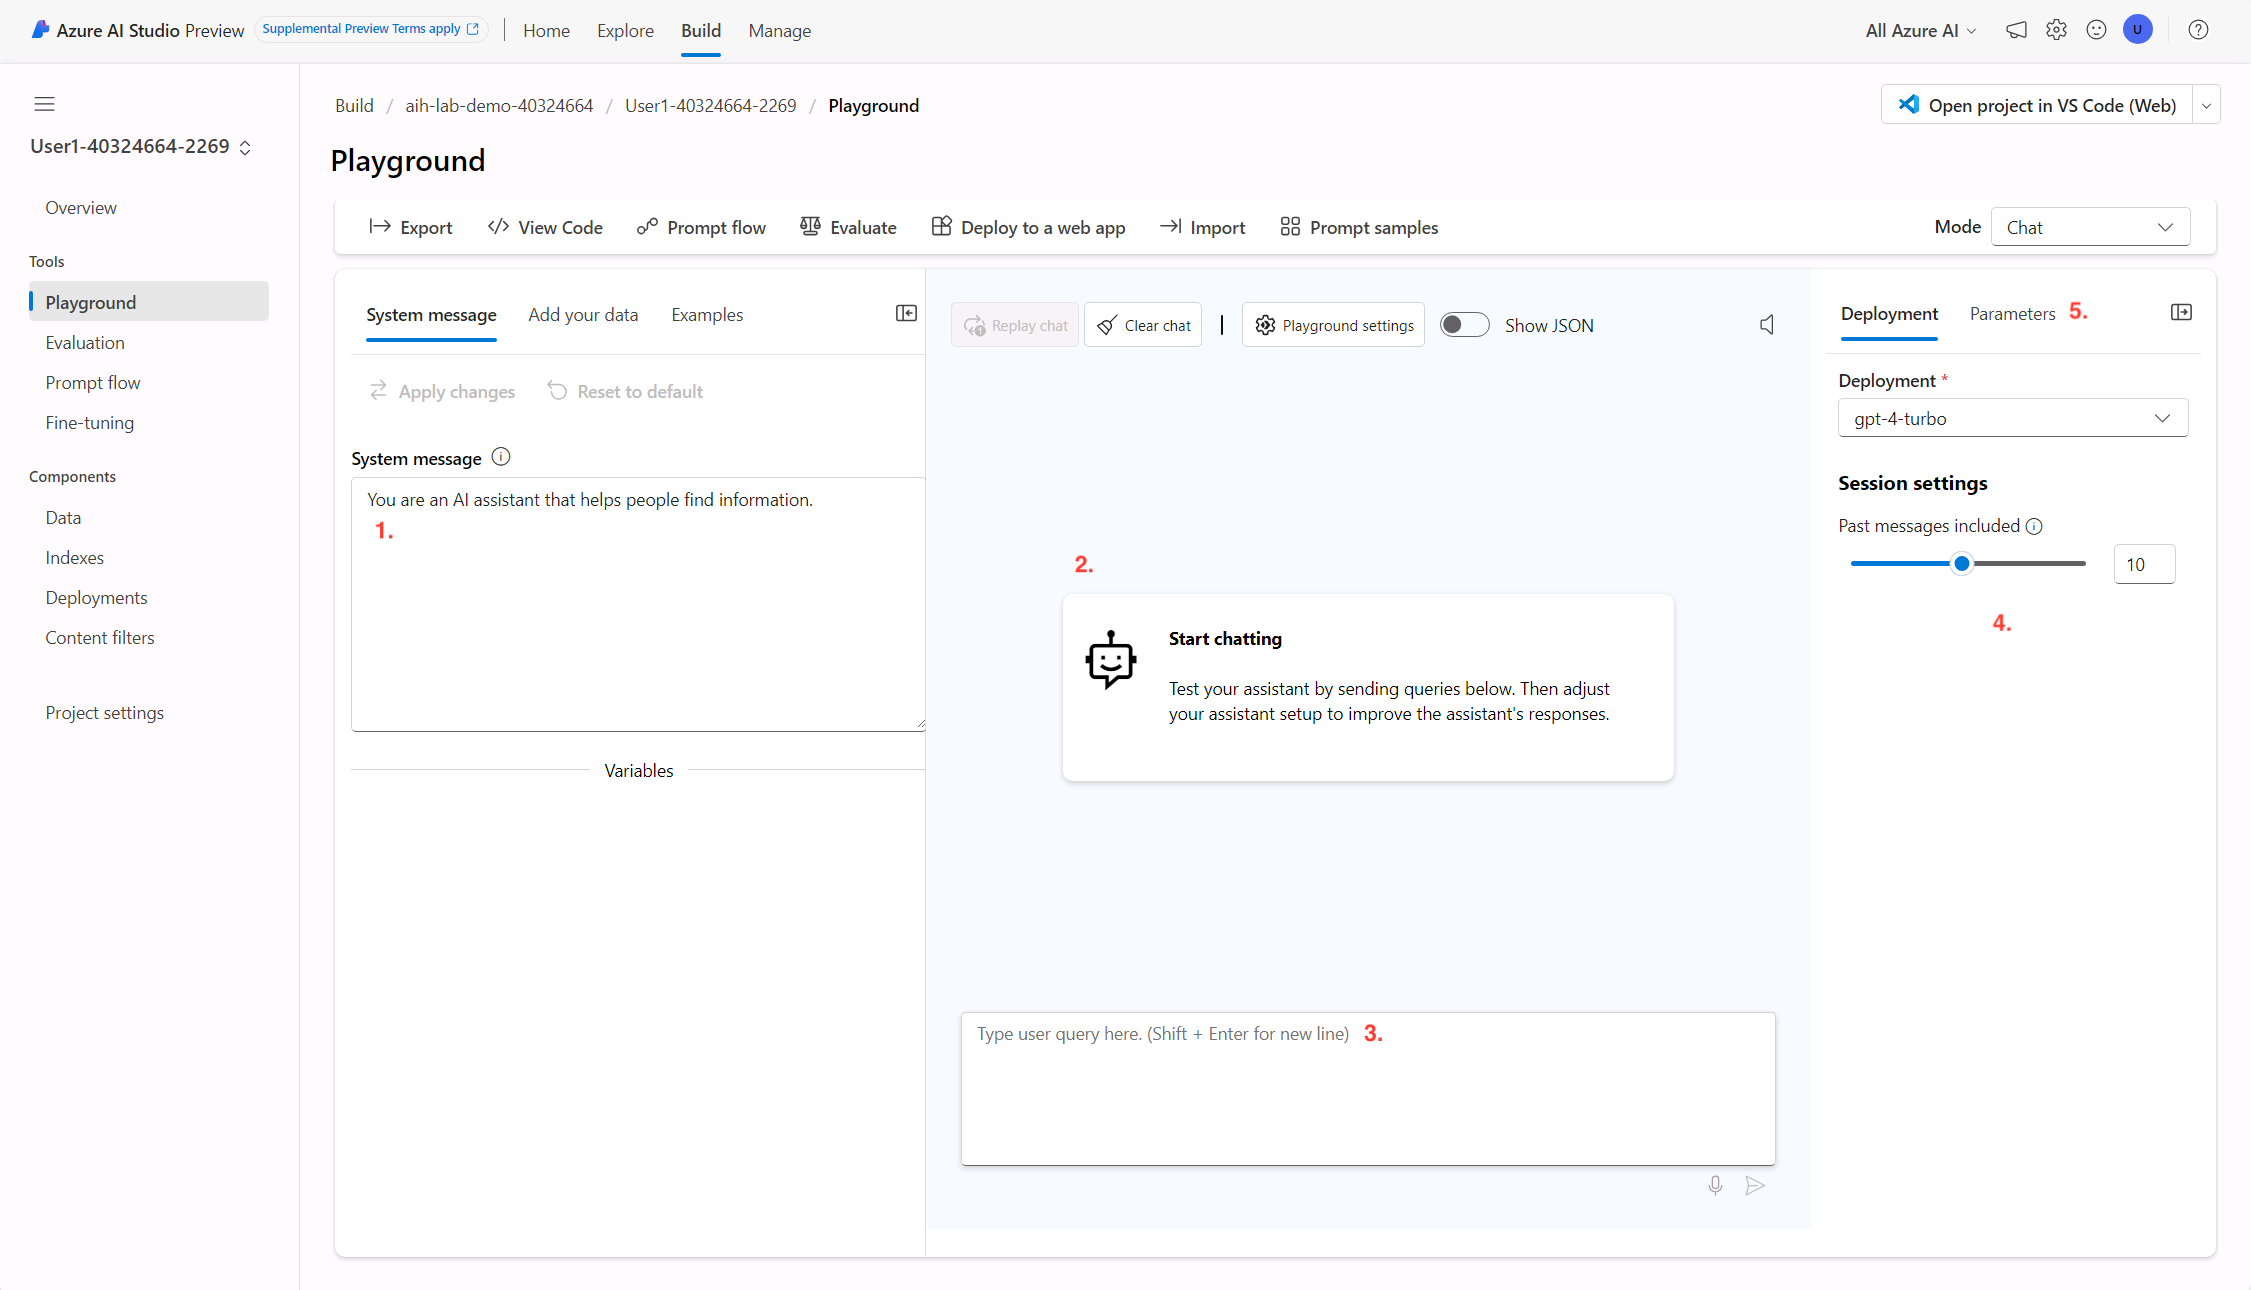 Azure AI Studio Preview Supplemental Preview Terms apply Home Explore Build Manage All Azure AI U
User1-40324664-2269
Overview
Tools
Playground
Evaluation
Prompt flow
Fine-tuning
Components
Data
Indexes
Deployments
Content filters
Project settings
Build / aih-lab-demo-40324664 / User1-40324664-2269 / Playground
Open project in VS Code (Web)
Playground
Export View Code Prompt flow Evaluate Deploy to a web app Import Prompt samples Mode Chat
System message Add your data Examples
Apply changes Reset to default
System message
You are an AI assistant that helps people find information.
1.
Variables
Replay chat Clear chat | Playground settings Show JSON
2.
Start chatting
Test your assistant by sending queries below. Then adjust
your assistant setup to improve the assistant's responses.
Type user query here. (Shift + Enter for new line) 3.
Deployment Parameters 5.
Deployment *
gpt-4-turbo
Session settings
Past messages included
10
4.